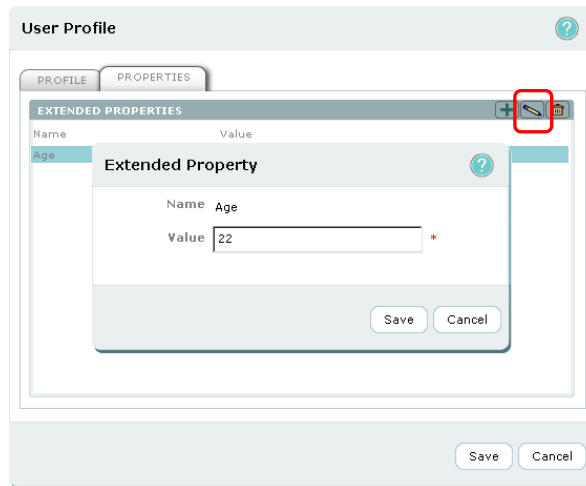 User Profile
?
PROFILE PROPERTIES
EXTENDED PROPERTIES
Name Value
Age
Extended Property
?
Name Age
Value 22 *
Save Cancel
Save Cancel